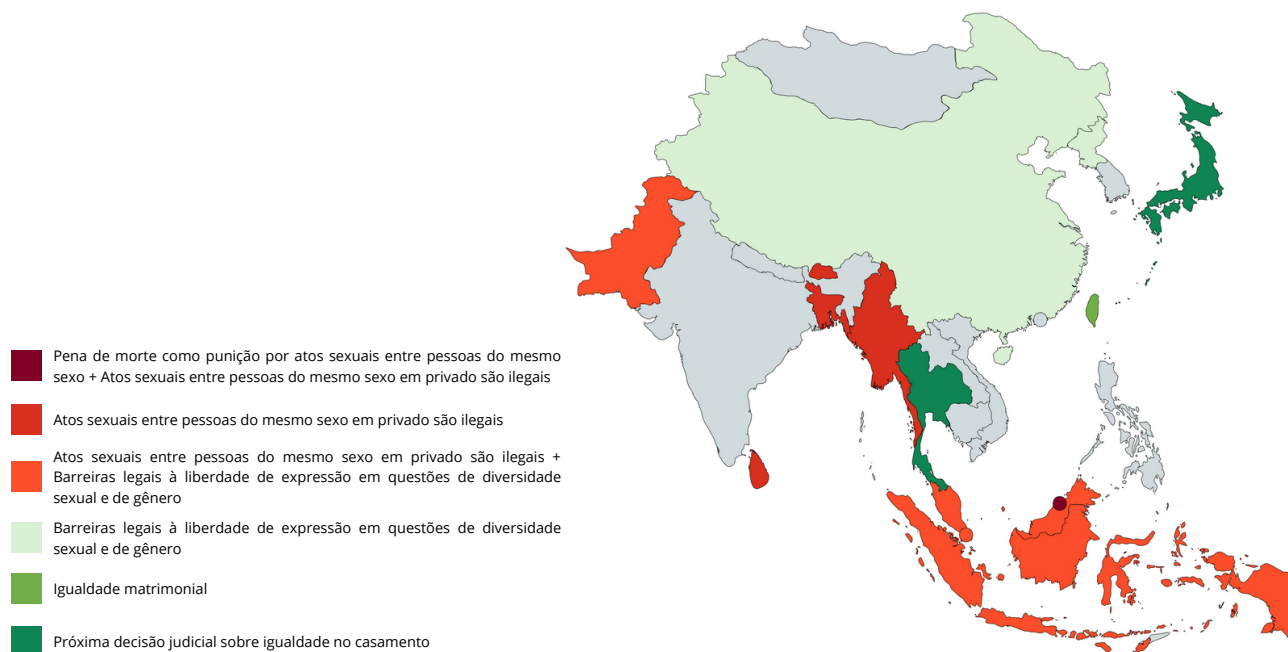 Pena de morte como punição por atos sexuais entre pessoas do mesmo
sexo + Atos sexuais entre pessoas do mesmo sexo em privado são ilegais
Atos sexuais entre pessoas do mesmo sexo em privado são ilegais
Atos sexuais entre pessoas do mesmo sexo em privado são ilegais +
Barreiras legais à liberdade de expressão em questões de diversidade
sexual e de gênero
Barreiras legais à liberdade de expressão em questões de diversidade
sexual e de gênero
Igualdade matrimonial
Próxima decisão judicial sobre igualdade no casamento